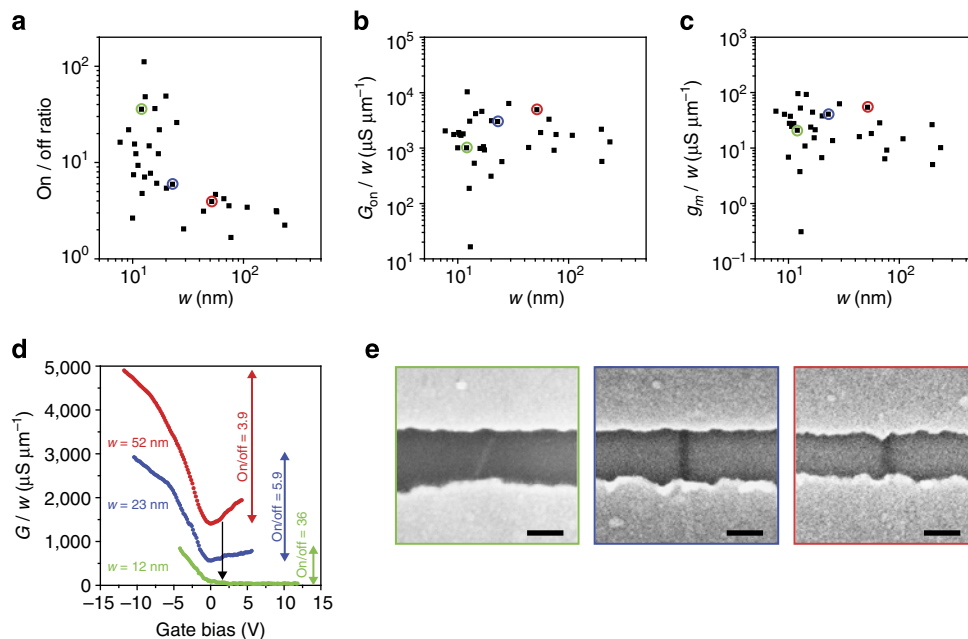 a
10²
10¹
10⁰
On / off ratio
10¹
10²
w (nm)
b
10⁵
10⁴
10³
10²
10¹
G_on / w (µS µm⁻¹)
10¹
10²
w (nm)
c
10³
10²
10¹
10⁰
10⁻¹
g_m / w (µS µm⁻¹)
10¹
10²
w (nm)
d
5,000
4,000
3,000
2,000
1,000
0
G / w (µS µm⁻¹)
w = 52 nm
w = 23 nm
w = 12 nm
On/off = 3.9
On/off = 5.9
On/off = 36
−15
−10
−5
0
5
10
15
Gate bias (V)
e